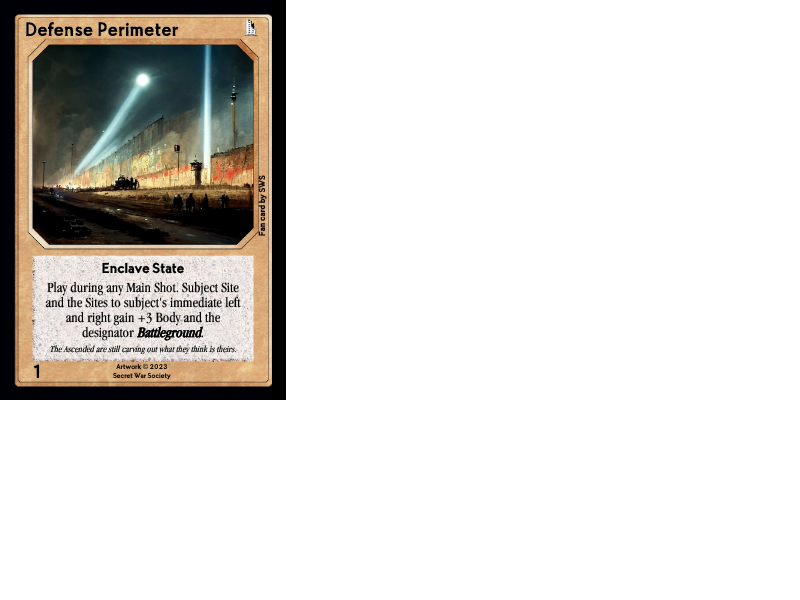 Defense Perimeter
Fan card by SWS
Enclave State
Play during any Main Shot. Subject Site
and the Sites to subject's immediate left
and right gain +3 Body and the
designator Battleground.
The Ascended are still carving out what they think is theirs.
1
Artwork © 2023
Secret War Society